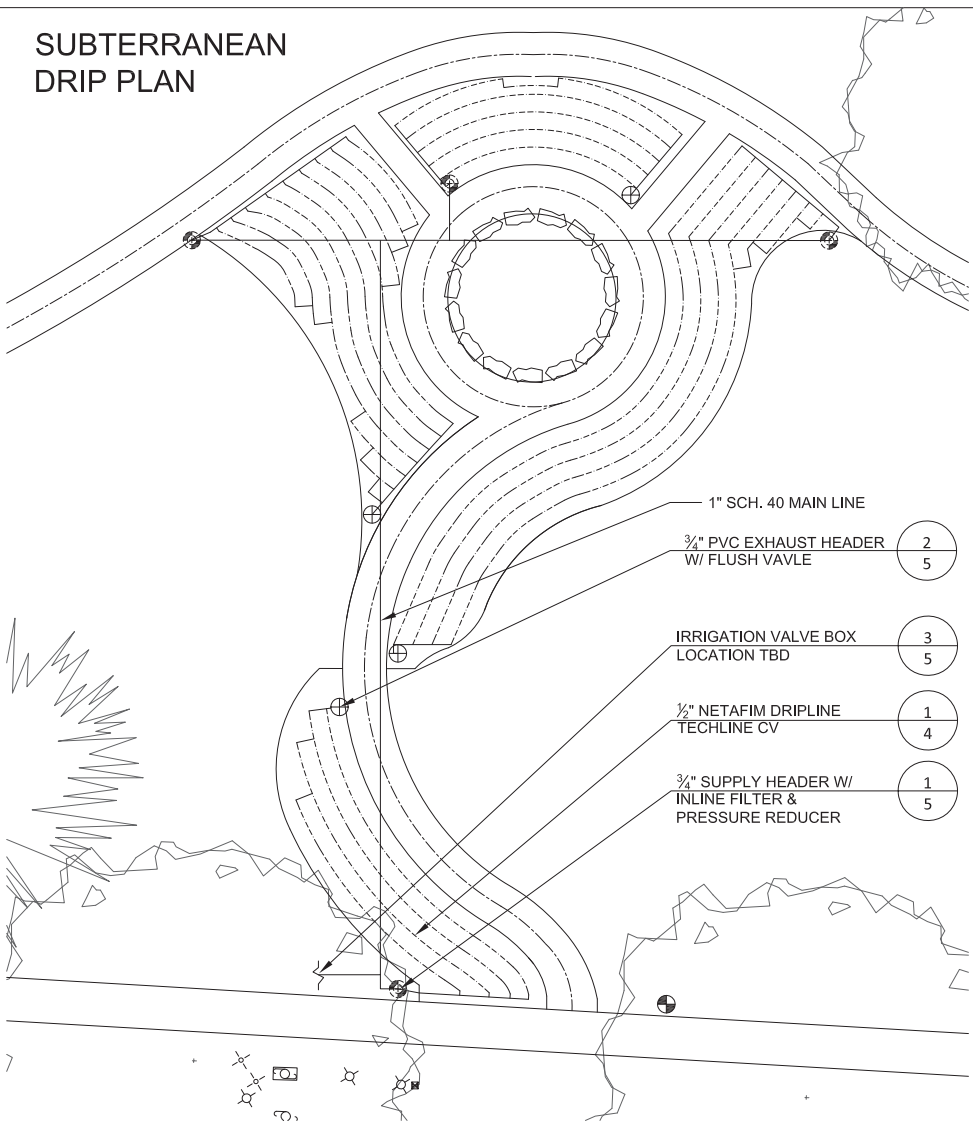 SUBTERRANEAN
DRIP PLAN
1" SCH. 40 MAIN LINE
¾" PVC EXHAUST HEADER
W/ FLUSH VAVLE
2
5
IRRIGATION VALVE BOX
LOCATION TBD
3
5
½" NETAFIM DRIPLINE
TECHLINE CV
1
4
¾" SUPPLY HEADER W/
INLINE FILTER &
PRESSURE REDUCER
1
5